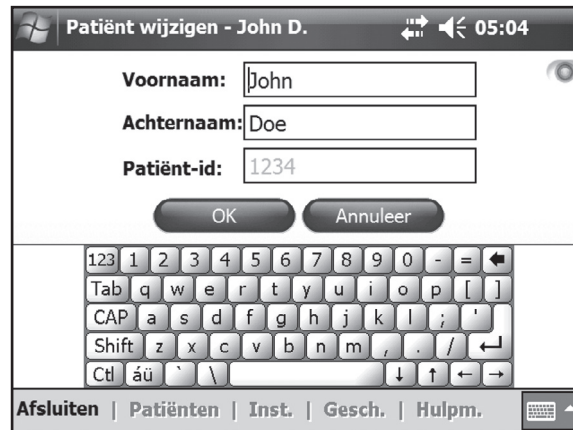 Patiënt wijzigen - John D. 05:04
Voornaam: John
Achternaam: Doe
Patiënt-id: 1234
OK Annuleer
123 1 2 3 4 5 6 7 8 9 0 - = 
Tab q w e r t y u i o p [ ]
CAP a s d f g h j k l ; '
Shift z x c v b n m , . /
Ctl áü ` \
Afsluiten | Patiënten | Inst. | Gesch. | Hulpm.